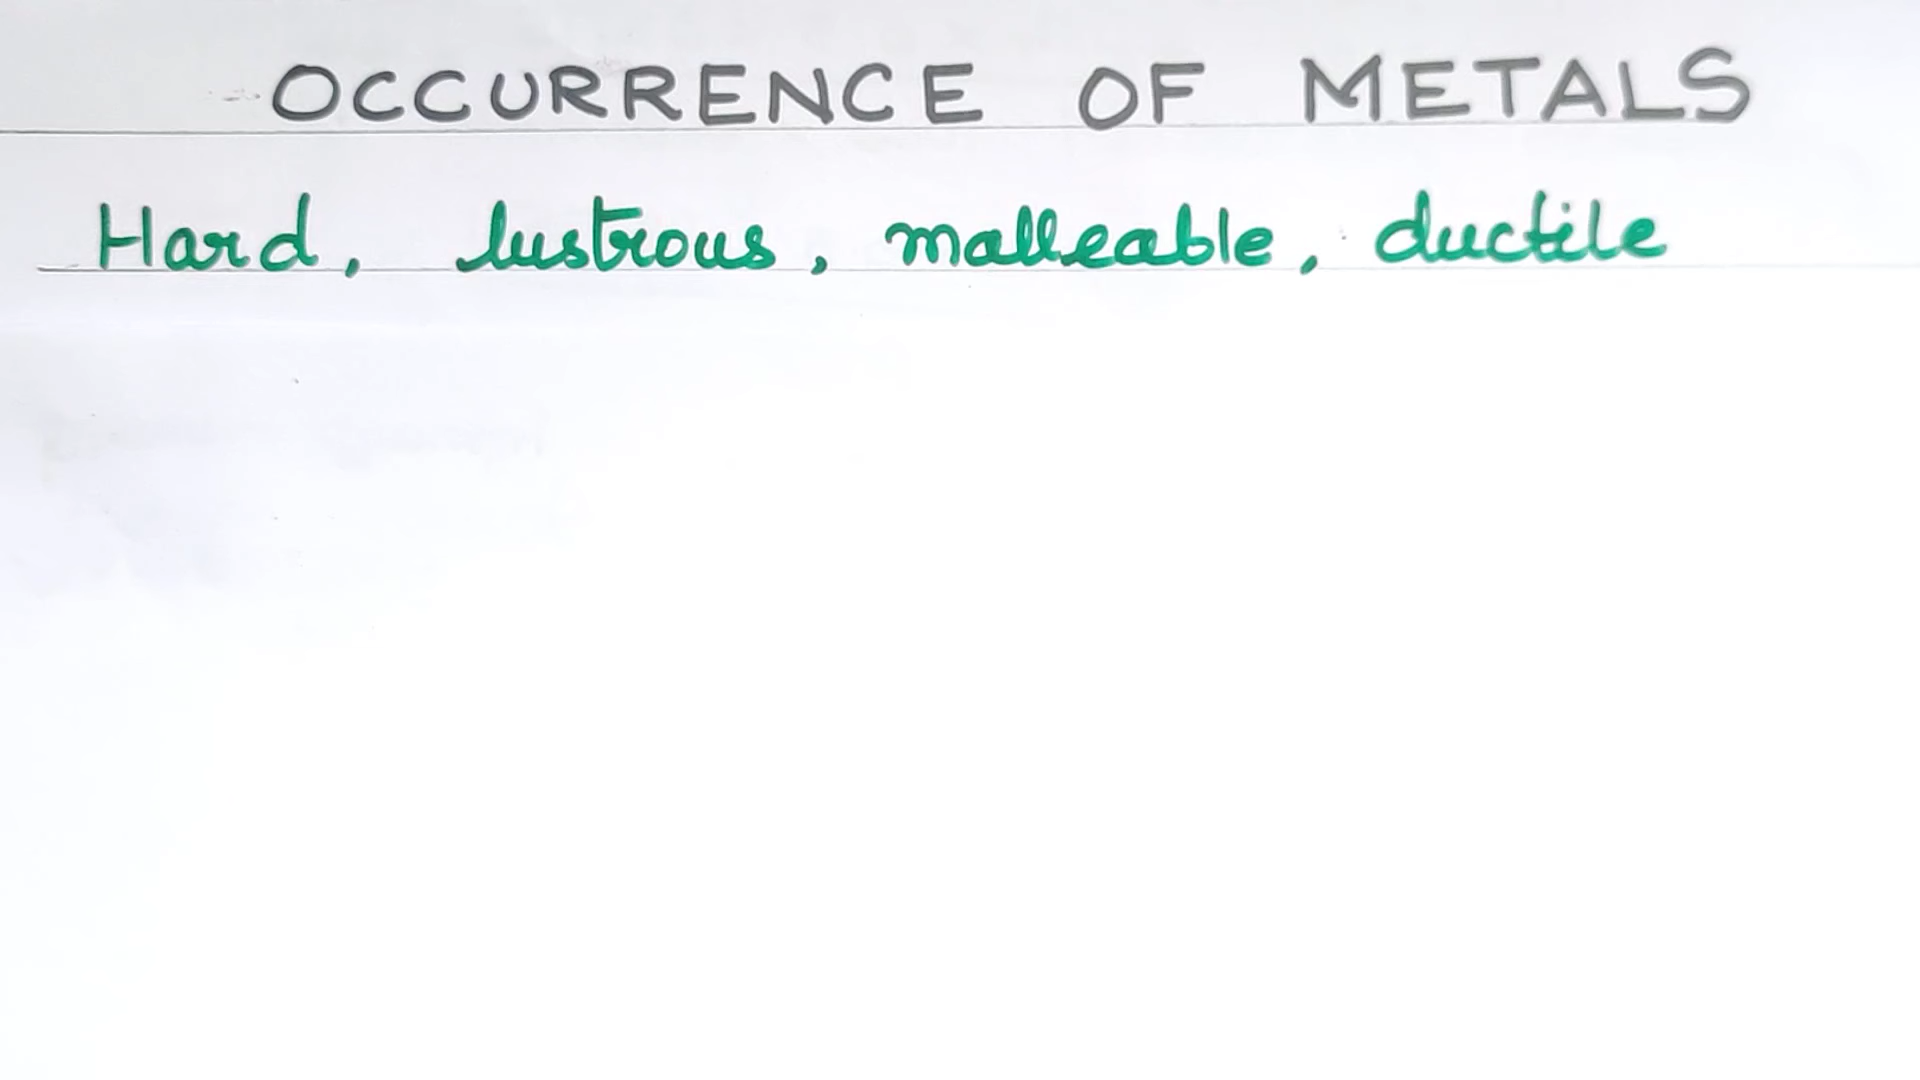 OCCURRENCE OF METALS
Hard, lustrous, malleable, ductile